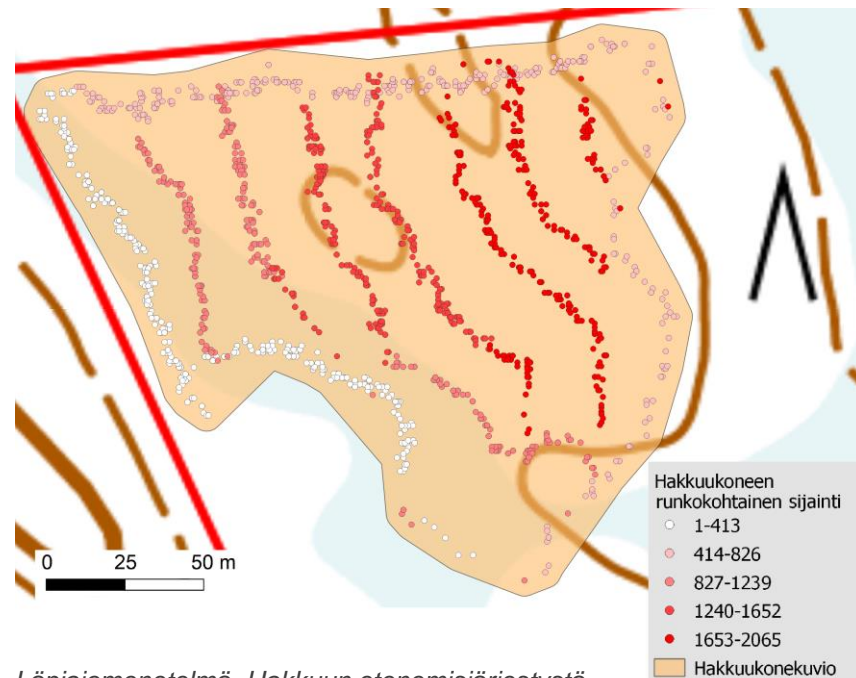 0 25 50 m
Hakkuukoneen
runkokohtainen sijainti
1-413
414-826
827-1239
1240-1652
1653-2065
Hakkuukonekuvio